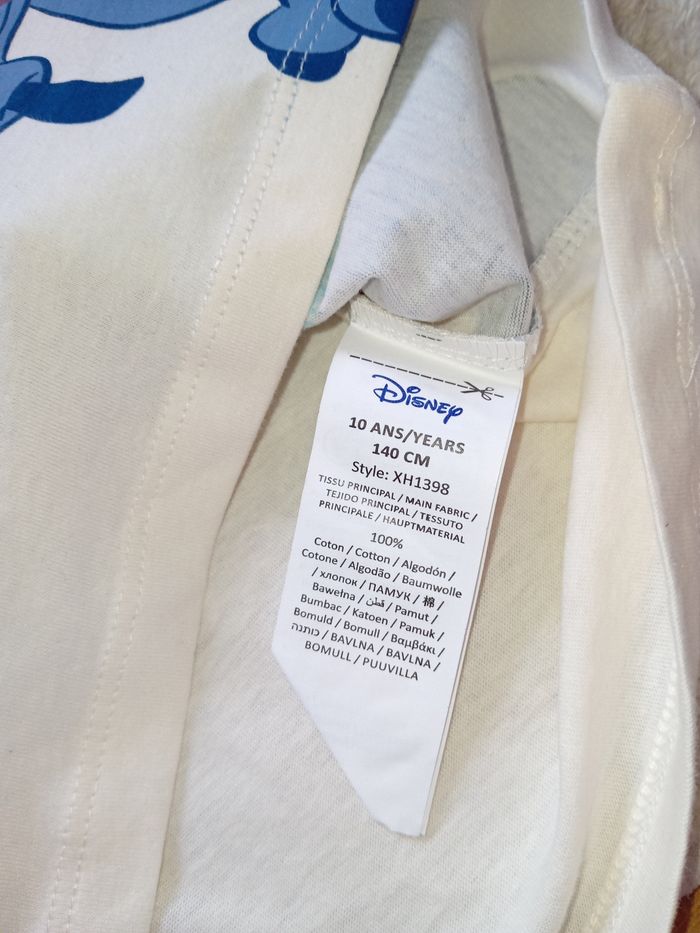 Disney
10 ANS/YEARS
140 CM
Style: XH1398
TISSU PRINCIPAL / MAIN FABRIC /
TEJIDO PRINCIPAL / TESSUTO
PRINCIPALE / HAUPTMATERIAL
100%
Coton / Cotton / Algodón /
Cotone / Algodão / Baumwolle
/ хлопок / ПАМУК / 棉 /
Bawełna / قطن / Pamut /
Bumbac / Katoen / Pamuk /
Bomuld / Bomull / Βαμβάκι /
כותנה / BAVLNA / BAVLNA /
BOMULL / PUUVILLA